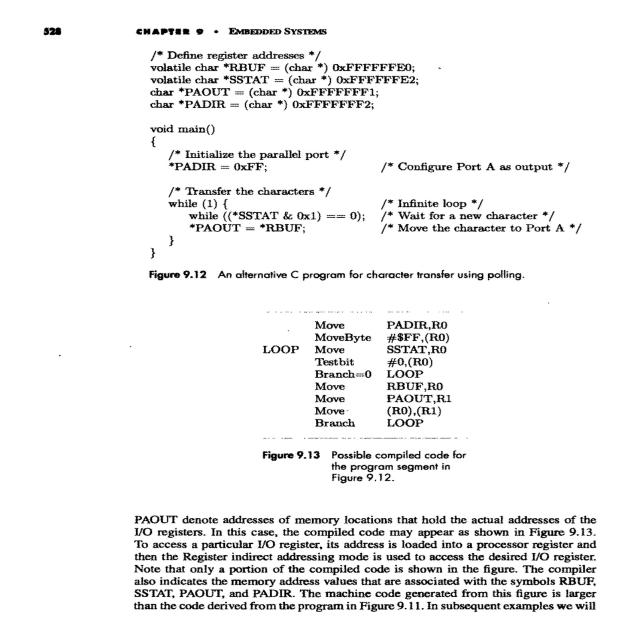 528 CHAPTER 9 • EMBEDDED SYSTEMS
/* Define register addresses */
volatile char *RBUF = (char *) 0xFFFFFFE0;
volatile char *SSTAT = (char *) 0xFFFFFFE2;
char *PAOUT = (char *) 0xFFFFFFF1;
char *PADIR = (char *) 0xFFFFFFF2;
void main()
{
/* Initialize the parallel port */
*PADIR = 0xFF; /* Configure Port A as output */
/* Transfer the characters */
while (1) { /* Infinite loop */
while ((*SSTAT & 0x1) == 0); /* Wait for a new character */
*PAOUT = *RBUF; /* Move the character to Port A */
}
}
Figure 9.12 An alternative C program for character transfer using polling.
Move PADIR,R0
MoveByte #$FF,(R0)
LOOP Move SSTAT,R0
Testbit #0,(R0)
Branch=0 LOOP
Move RBUF,R0
Move PAOUT,R1
Move (R0),(R1)
Branch LOOP
Figure 9.13 Possible compiled code for
the program segment in
Figure 9.12.
PAOUT denote addresses of memory locations that hold the actual addresses of the
I/O registers. In this case, the compiled code may appear as shown in Figure 9.13.
To access a particular I/O register, its address is loaded into a processor register and
then the Register indirect addressing mode is used to access the desired I/O register.
Note that only a portion of the compiled code is shown in the figure. The compiler
also indicates the memory address values that are associated with the symbols RBUF,
SSTAT, PAOUT, and PADIR. The machine code generated from this figure is larger
than the code derived from the program in Figure 9.11. In subsequent examples we will